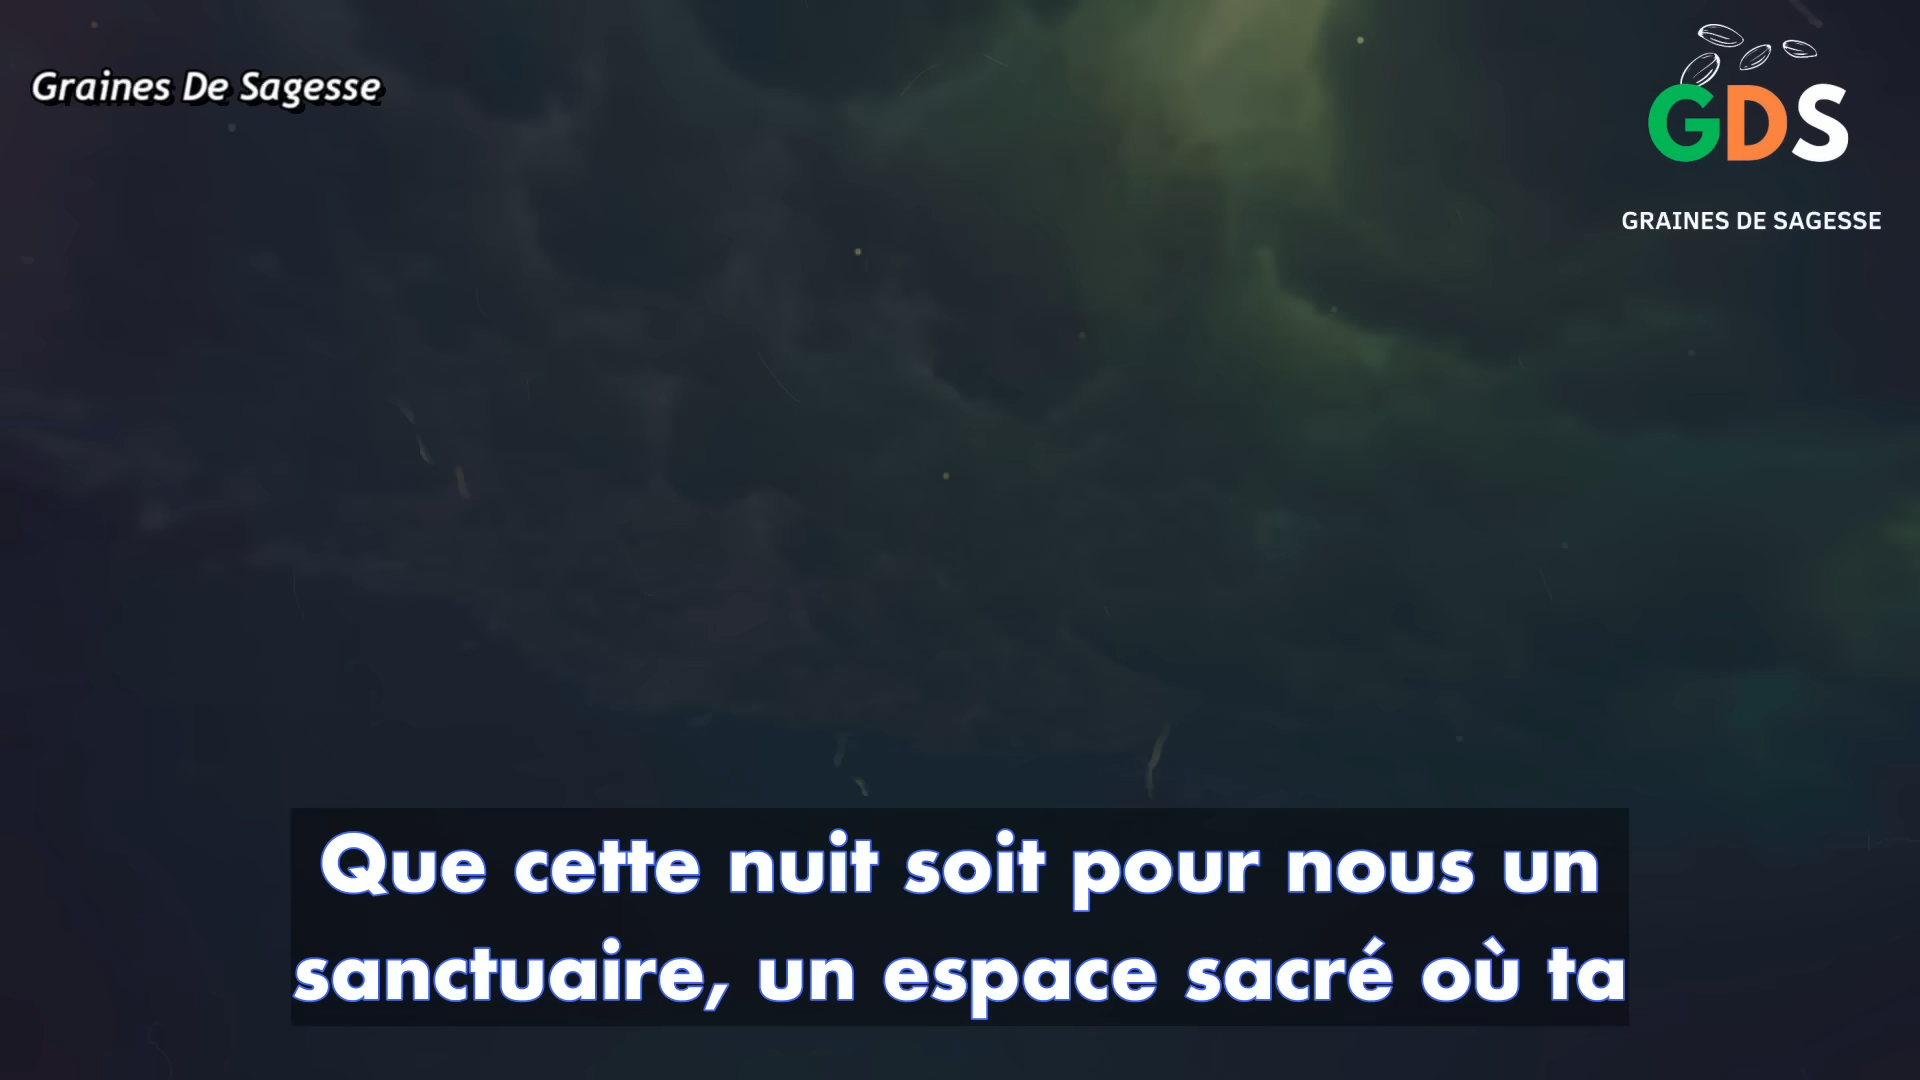 Graines De Sagesse
GDS
GRAINES DE SAGESSE
Que cette nuit soit pour nous un
sanctuaire, un espace sacré où ta